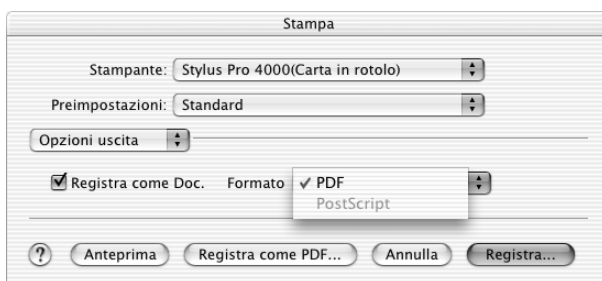 Stampa
Stampante: Stylus Pro 4000(Carta in rotolo)
Preimpostazioni: Standard
Opzioni uscita
✓ Registra come Doc. Formato ✓ PDF
PostScript
? Anteprima Registra come PDF... Annulla Registra...